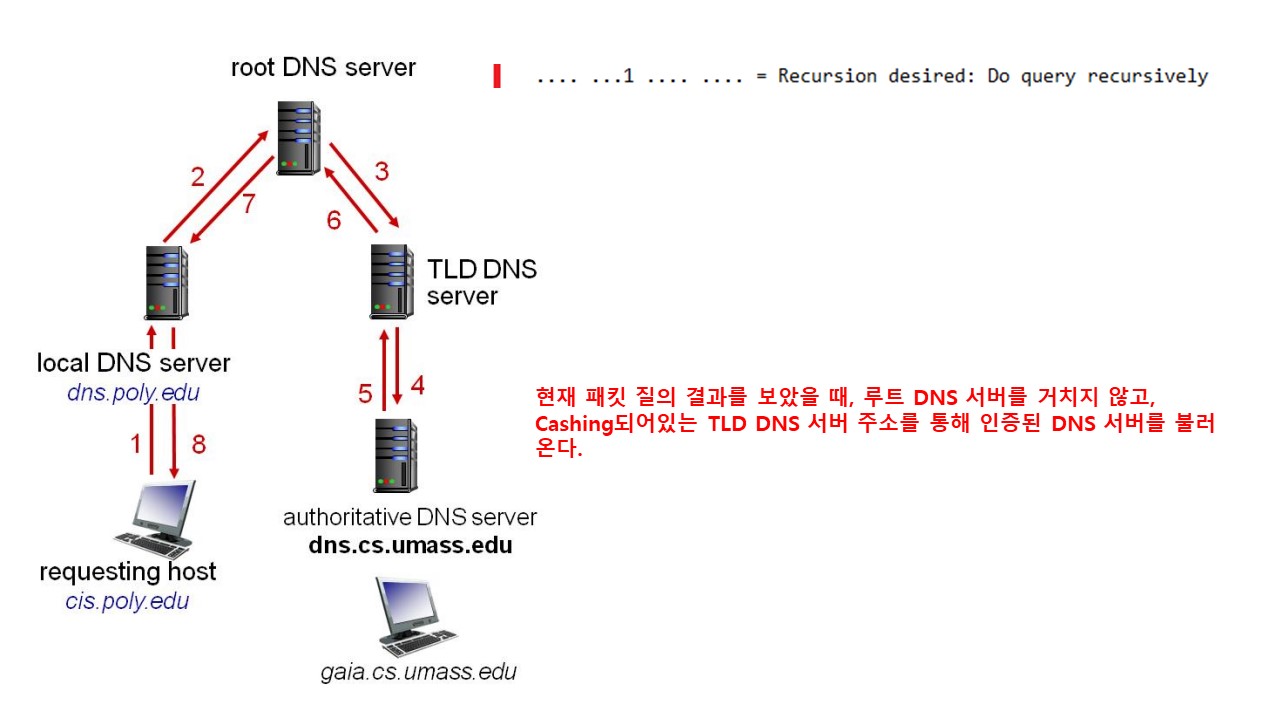 root DNS server
.... ...1 .... .... = Recursion desired: Do query recursively
2
7
3
6
TLD DNS
server
local DNS server
dns.poly.edu
5
4
1
8
현재 패킷 질의 결과를 보았을 때, 루트 DNS 서버를 거치지 않고,
Cashing되어있는 TLD DNS 서버 주소를 통해 인증된 DNS 서버를 불러
온다.
authoritative DNS server
dns.cs.umass.edu
requesting host
cis.poly.edu
gaia.cs.umass.edu